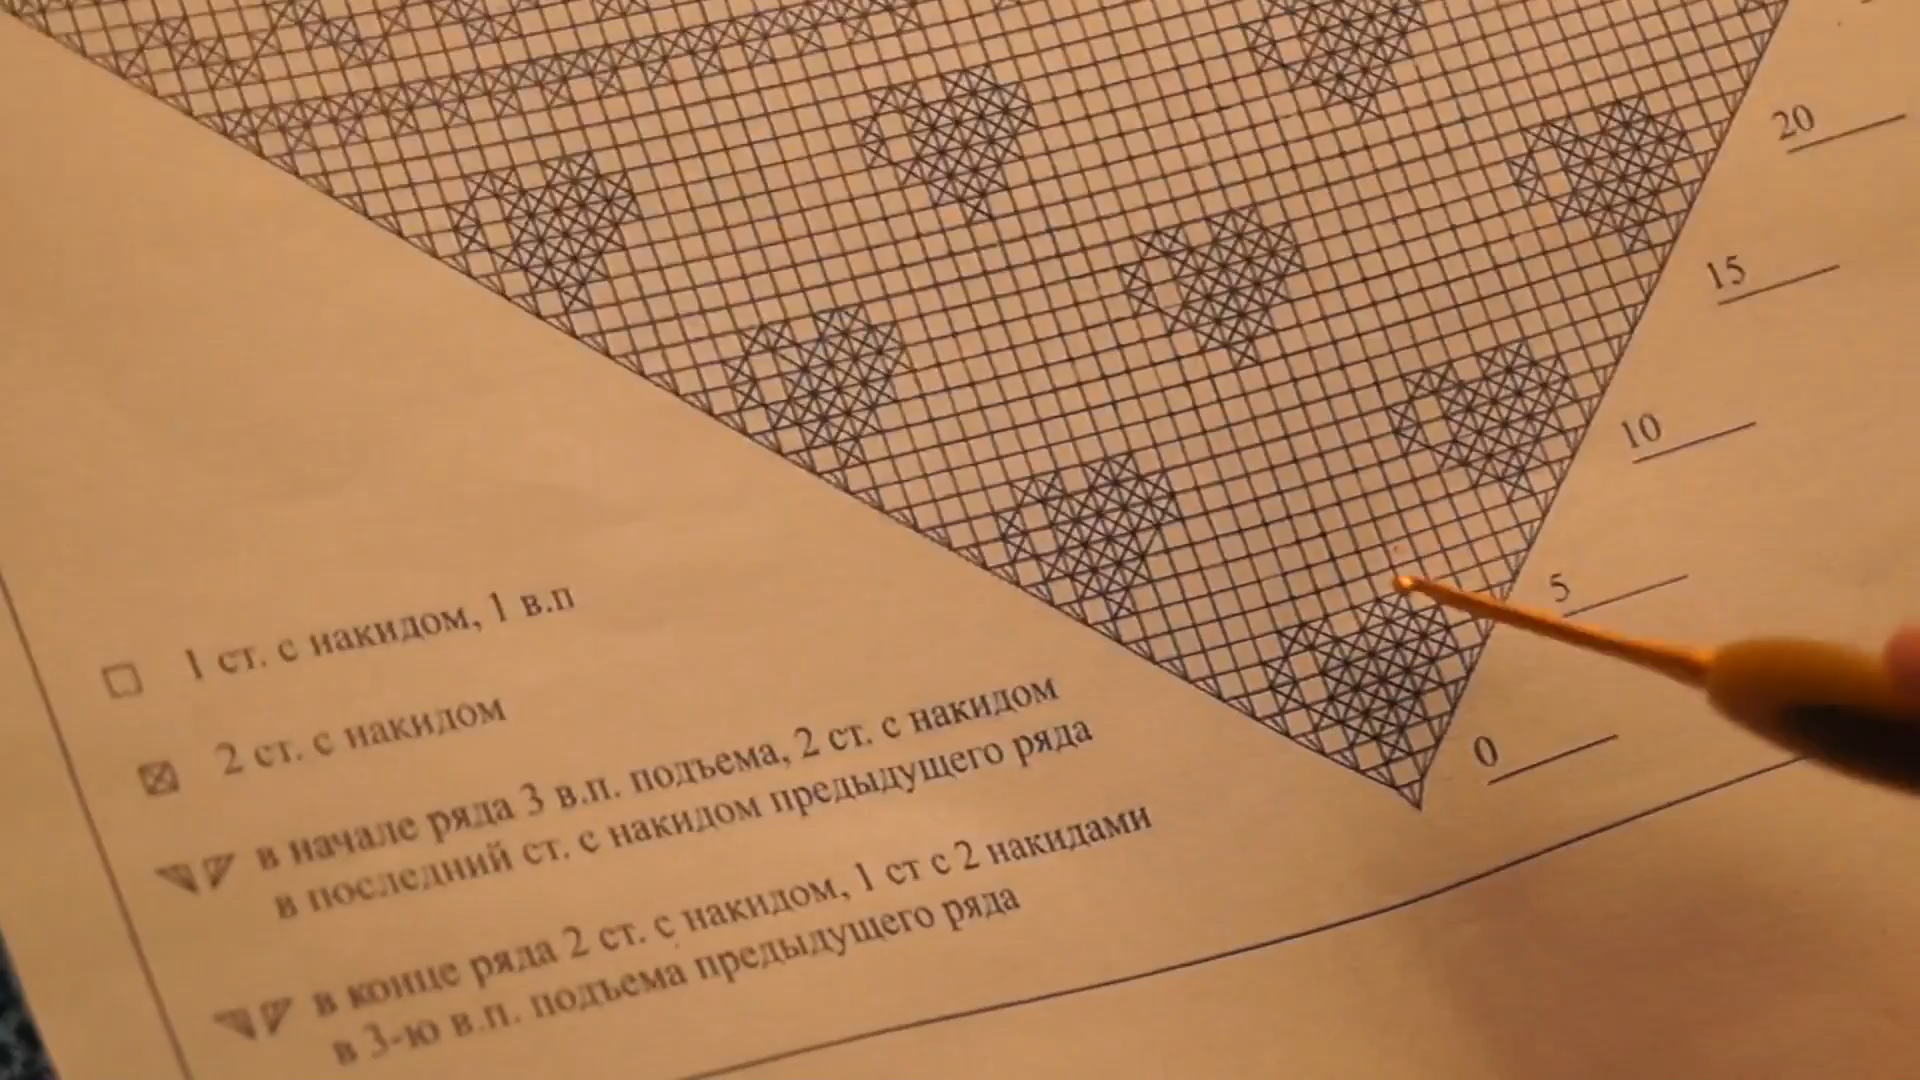 20
15
10
5
0
1 ст. с накидом, 1 в.п
2 ст. с накидом
в начале ряда 3 в.п. подъема, 2 ст. с накидом
в последний ст. с накидом предыдущего ряда
в конце ряда 2 ст. с накидом, 1 ст с 2 накидами
в 3-ю в.п. подъема предыдущего ряда